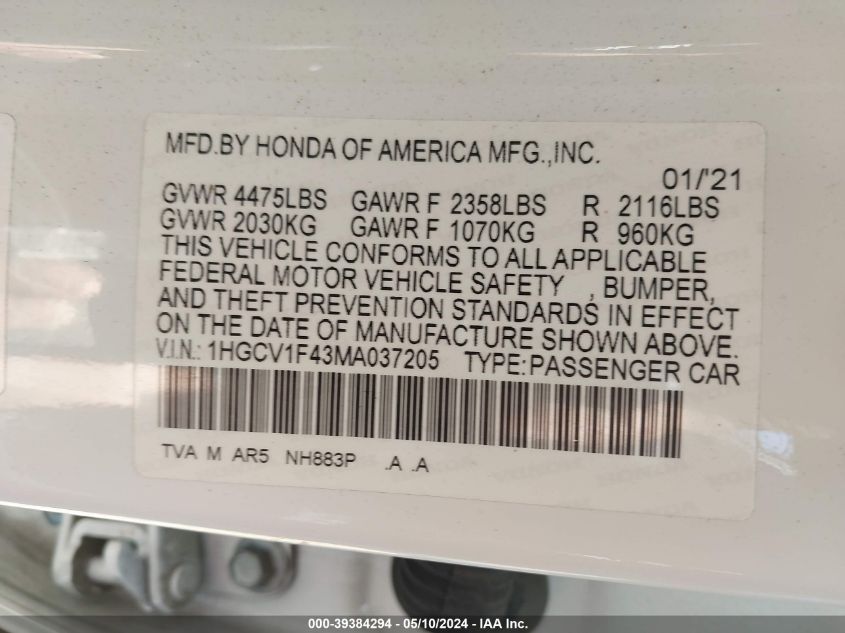 MFD.BY HONDA OF AMERICA MFG.,INC.
01/'21
GVWR 4475LBS GAWR F 2358LBS R 2116LBS
GVWR 2030KG GAWR F 1070KG R 960KG
THIS VEHICLE CONFORMS TO ALL APPLICABLE
FEDERAL MOTOR VEHICLE SAFETY , BUMPER,
AND THEFT PREVENTION STANDARDS IN EFFECT
ON THE DATE OF MANUFACTURE SHOWN ABOVE.
V.I.N.: 1HGCV1F43MA037205 TYPE:PASSENGER CAR
TVA M AR5 NH883P .A .A
000-39384294 - 05/10/2024 - IAA Inc.